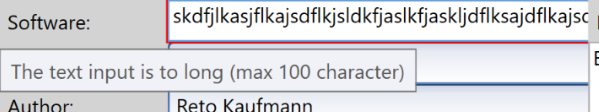 Software: skdfjlkasjflkajsdflkjsldkfjaslkfjaskljdflksajdflkajsc
The text input is to long (max 100 character)
Author: Reto Kaufmann